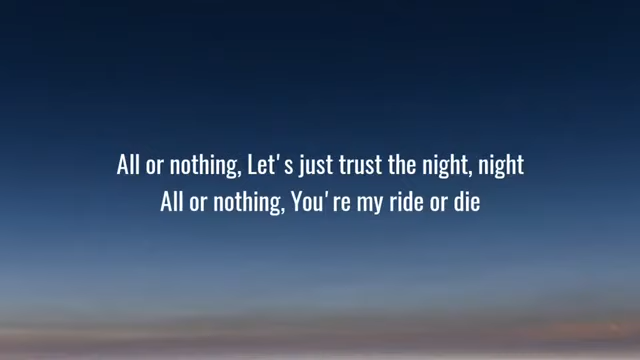 All or nothing, Let's just trust the night, night
All or nothing, You're my ride or die